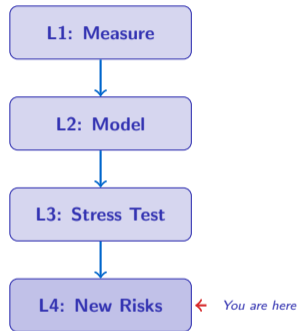 L1: Measure
L2: Model
L3: Stress Test
L4: New Risks
You are here